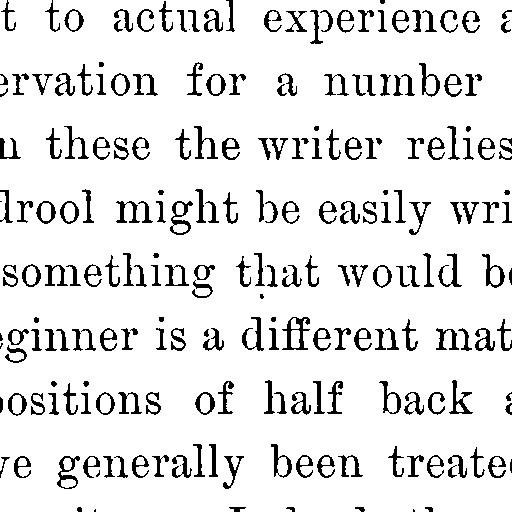 t to actual experience a
ervation for a number
n these the writer relies
drool might be easily wri
something that would be
eginner is a different mat
positions of half back a
ve generally been treated